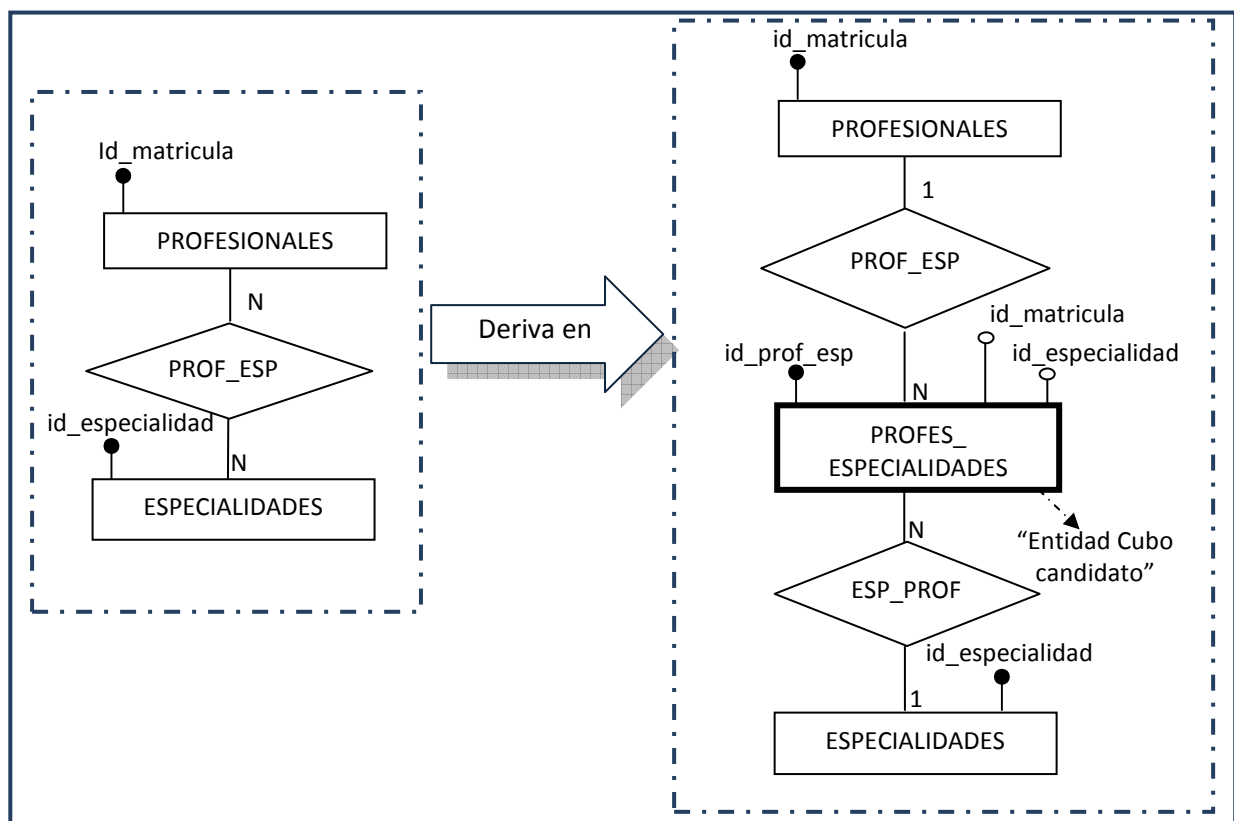 Id_matricula
PROFESIONALES
N
PROF_ESP
id_especialidad
N
ESPECIALIDADES
Deriva en
id_matricula
PROFESIONALES
1
PROF_ESP
id_matricula
id_prof_esp
id_especialidad
N
PROFES_
ESPECIALIDADES
N
“Entidad Cubo
candidato”
ESP_PROF
id_especialidad
1
ESPECIALIDADES